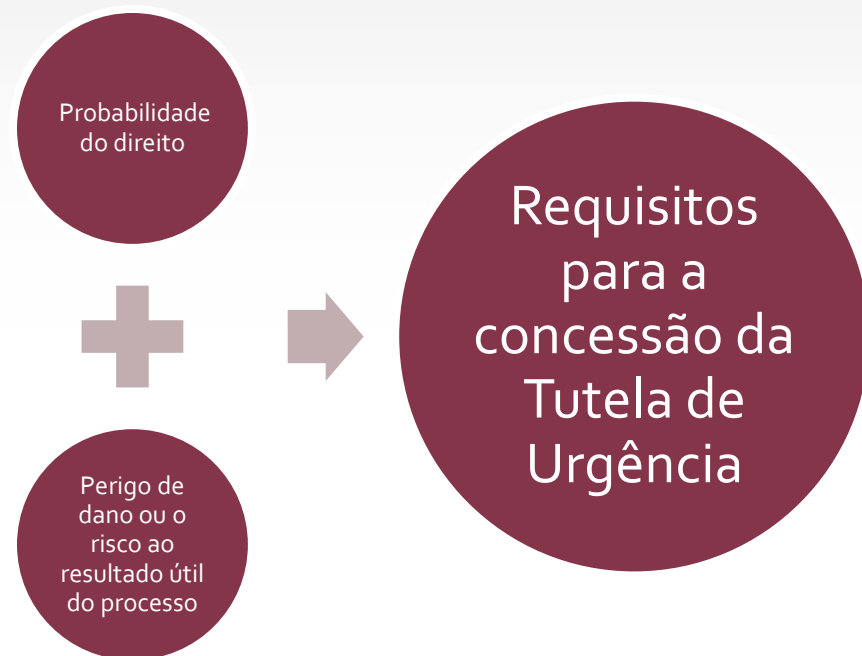 Probabilidade
do direito
Perigo de
dano ou o
risco ao
resultado útil
do processo
Requisitos
para a
concessão da
Tutela de
Urgência